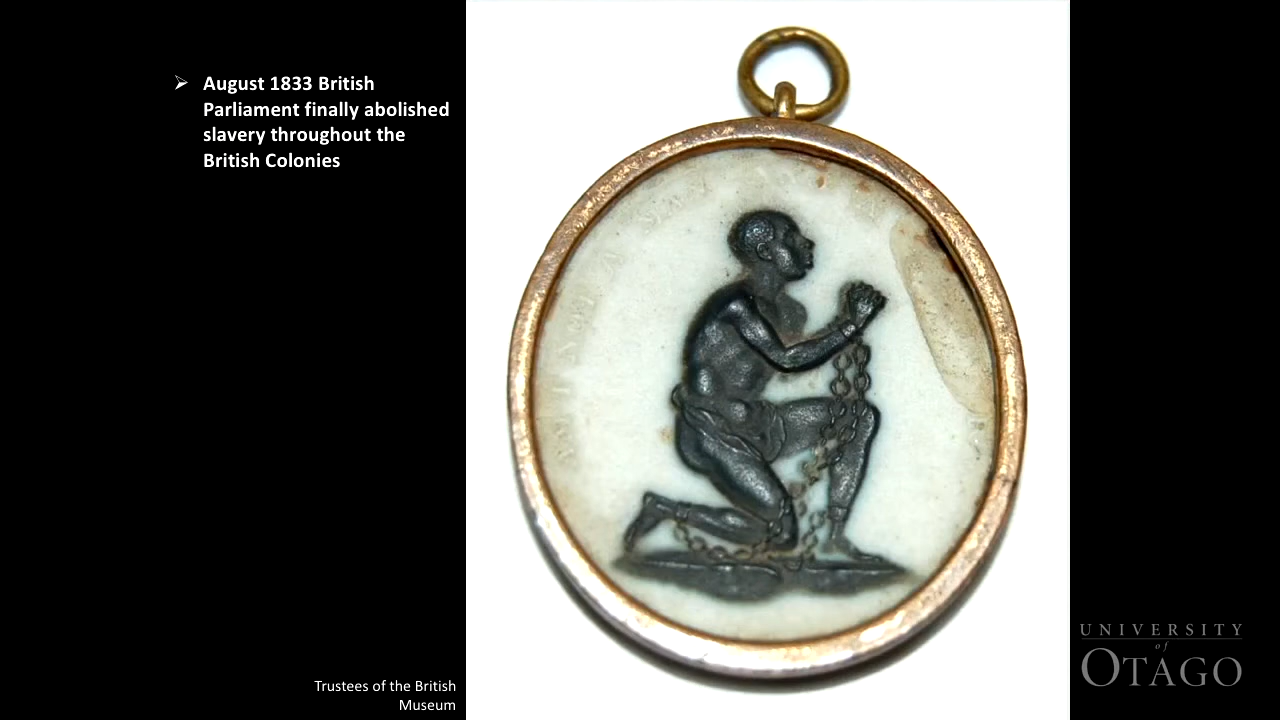 ➢ August 1833 British
Parliament finally abolished
slavery throughout the
British Colonies
Trustees of the British
Museum
UNIVERSITY
of
OTAGO